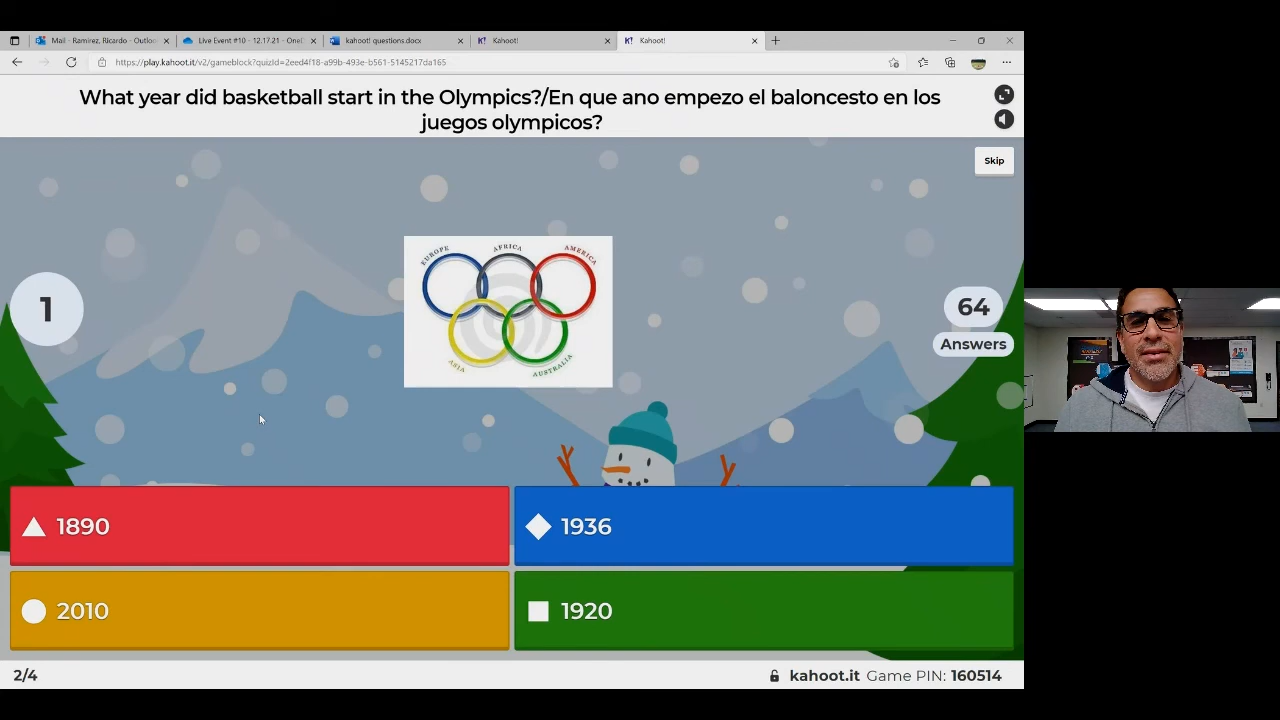 Mail - Ramirez, Ricardo - Outloo
Live Event #10 - 12.17.21 - OneD
kahoot! questions.docx
K! Kahoot!
K! Kahoot!
https://play.kahoot.it/v2/gameblock?quizId=2eed4f18-a99b-493e-b561-5145217da165
What year did basketball start in the Olympics?/En que ano empezo el baloncesto en los
juegos olympicos?
Skip
EUROPE
AFRICA
AMERICA
ASIA
AUSTRALIA
1
64
Answers
1890
1936
2010
1920
2/4
kahoot.it Game PIN: 160514